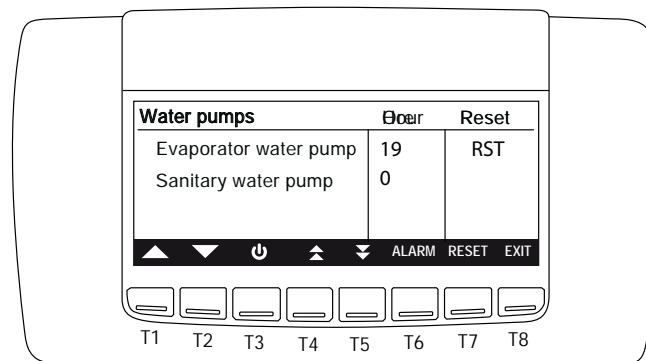 Water pumps Reset
Evaporator water pump 19 RST
Sanitary water pump 0
ALARM RESET EXIT
T1 T2 T3 T4 T5 T6 T7 T8